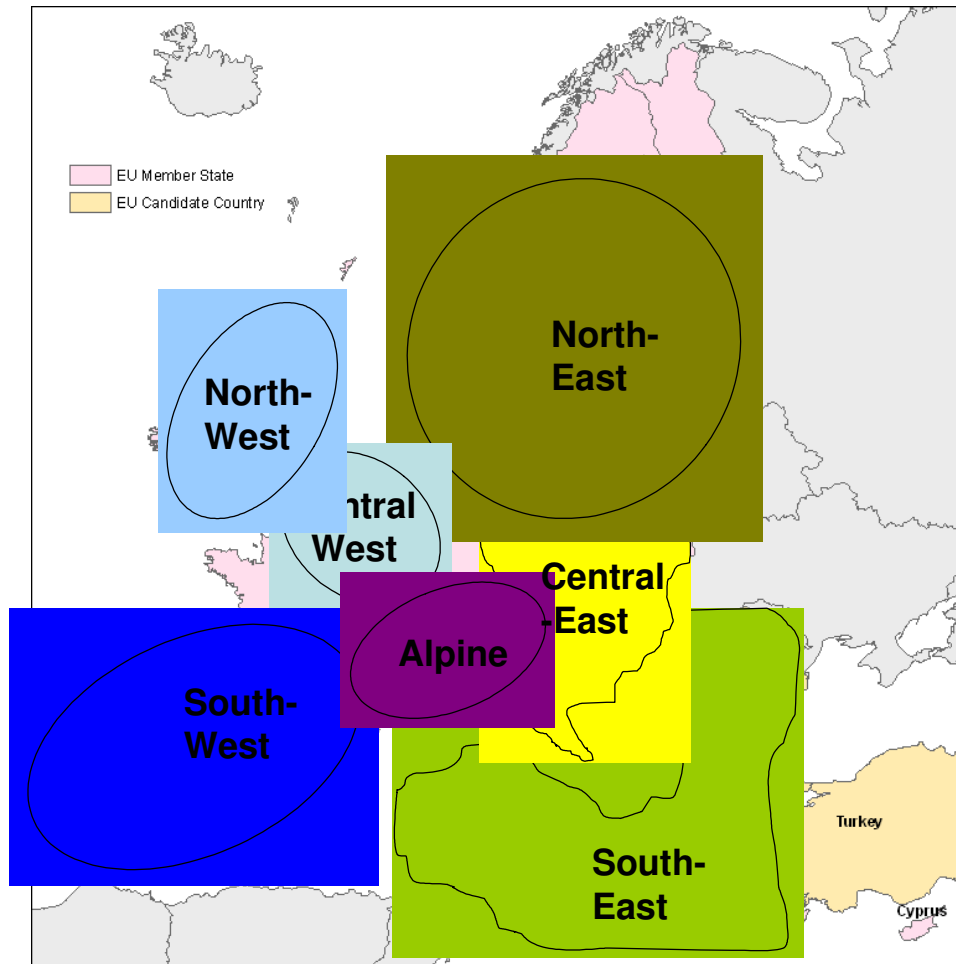 EU Member State
EU Candidate Country
North-
East
North-
West
ntral
West
Central
-East
Alpine
South-
West
Turkey
South-
East
Cyprus